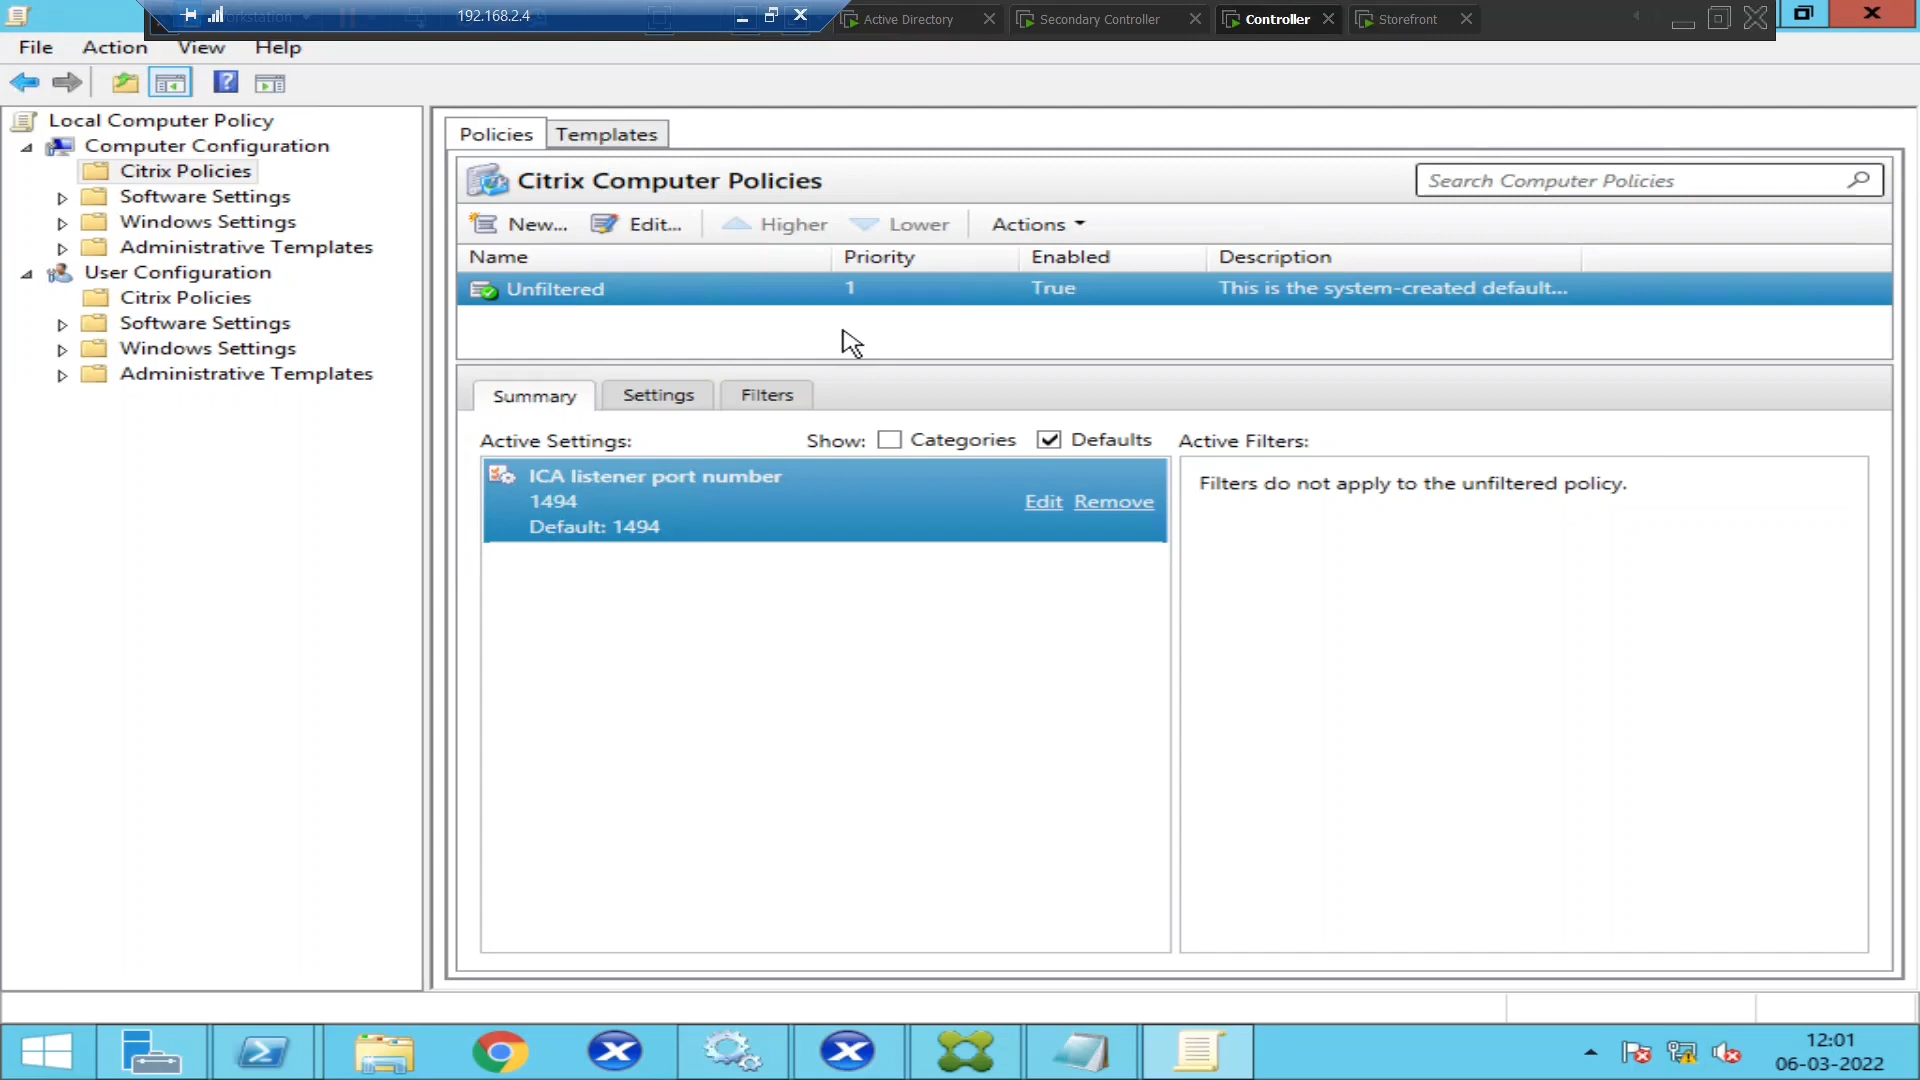 orkstation
192.168.2.4
Active Directory
Secondary Controller
Controller
Storefront
File Action View Help
Local Computer Policy
Computer Configuration
Citrix Policies
Software Settings
Windows Settings
Administrative Templates
User Configuration
Citrix Policies
Software Settings
Windows Settings
Administrative Templates
Policies Templates
Citrix Computer Policies
Search Computer Policies
New... Edit... Higher Lower Actions
Name Priority Enabled Description
Unfiltered 1 True This is the system-created default...
Summary Settings Filters
Active Settings: Show: Categories Defaults Active Filters:
ICA listener port number
1494
Edit Remove
Default: 1494
Filters do not apply to the unfiltered policy.
12:01
06-03-2022